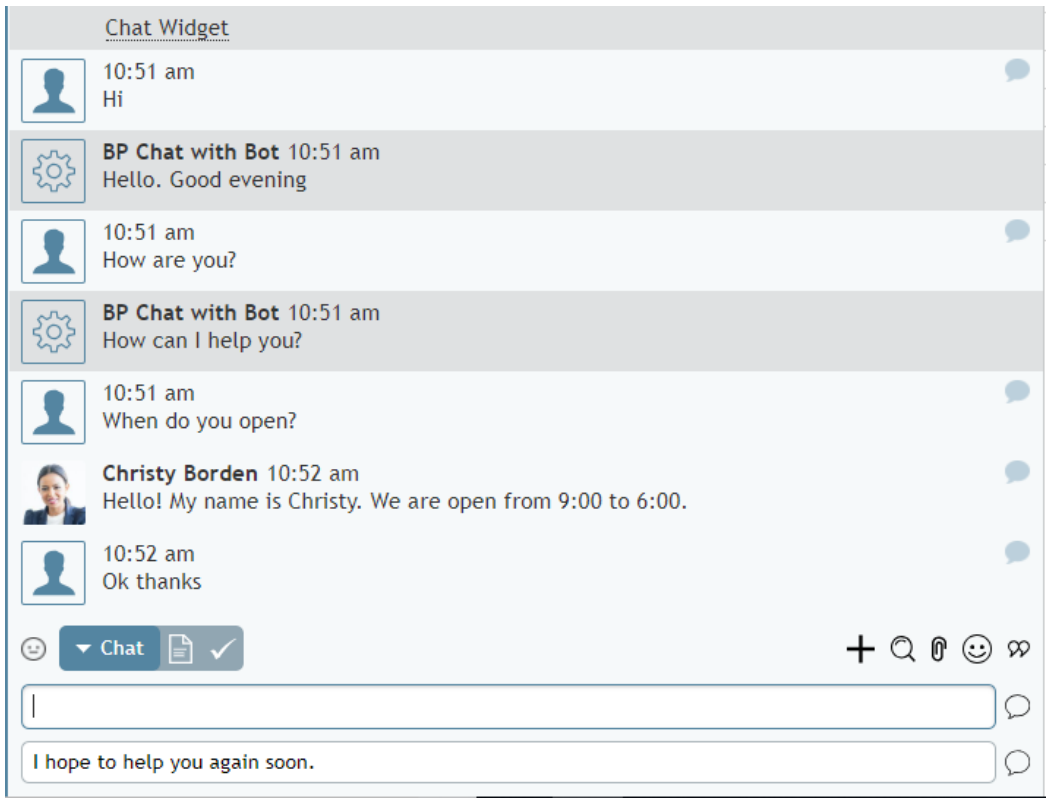 Chat Widget
10:51 am
Hi
BP Chat with Bot 10:51 am
Hello. Good evening
10:51 am
How are you?
BP Chat with Bot 10:51 am
How can I help you?
10:51 am
When do you open?
Christy Borden 10:52 am
Hello! My name is Christy. We are open from 9:00 to 6:00.
10:52 am
Ok thanks
Chat
I hope to help you again soon.